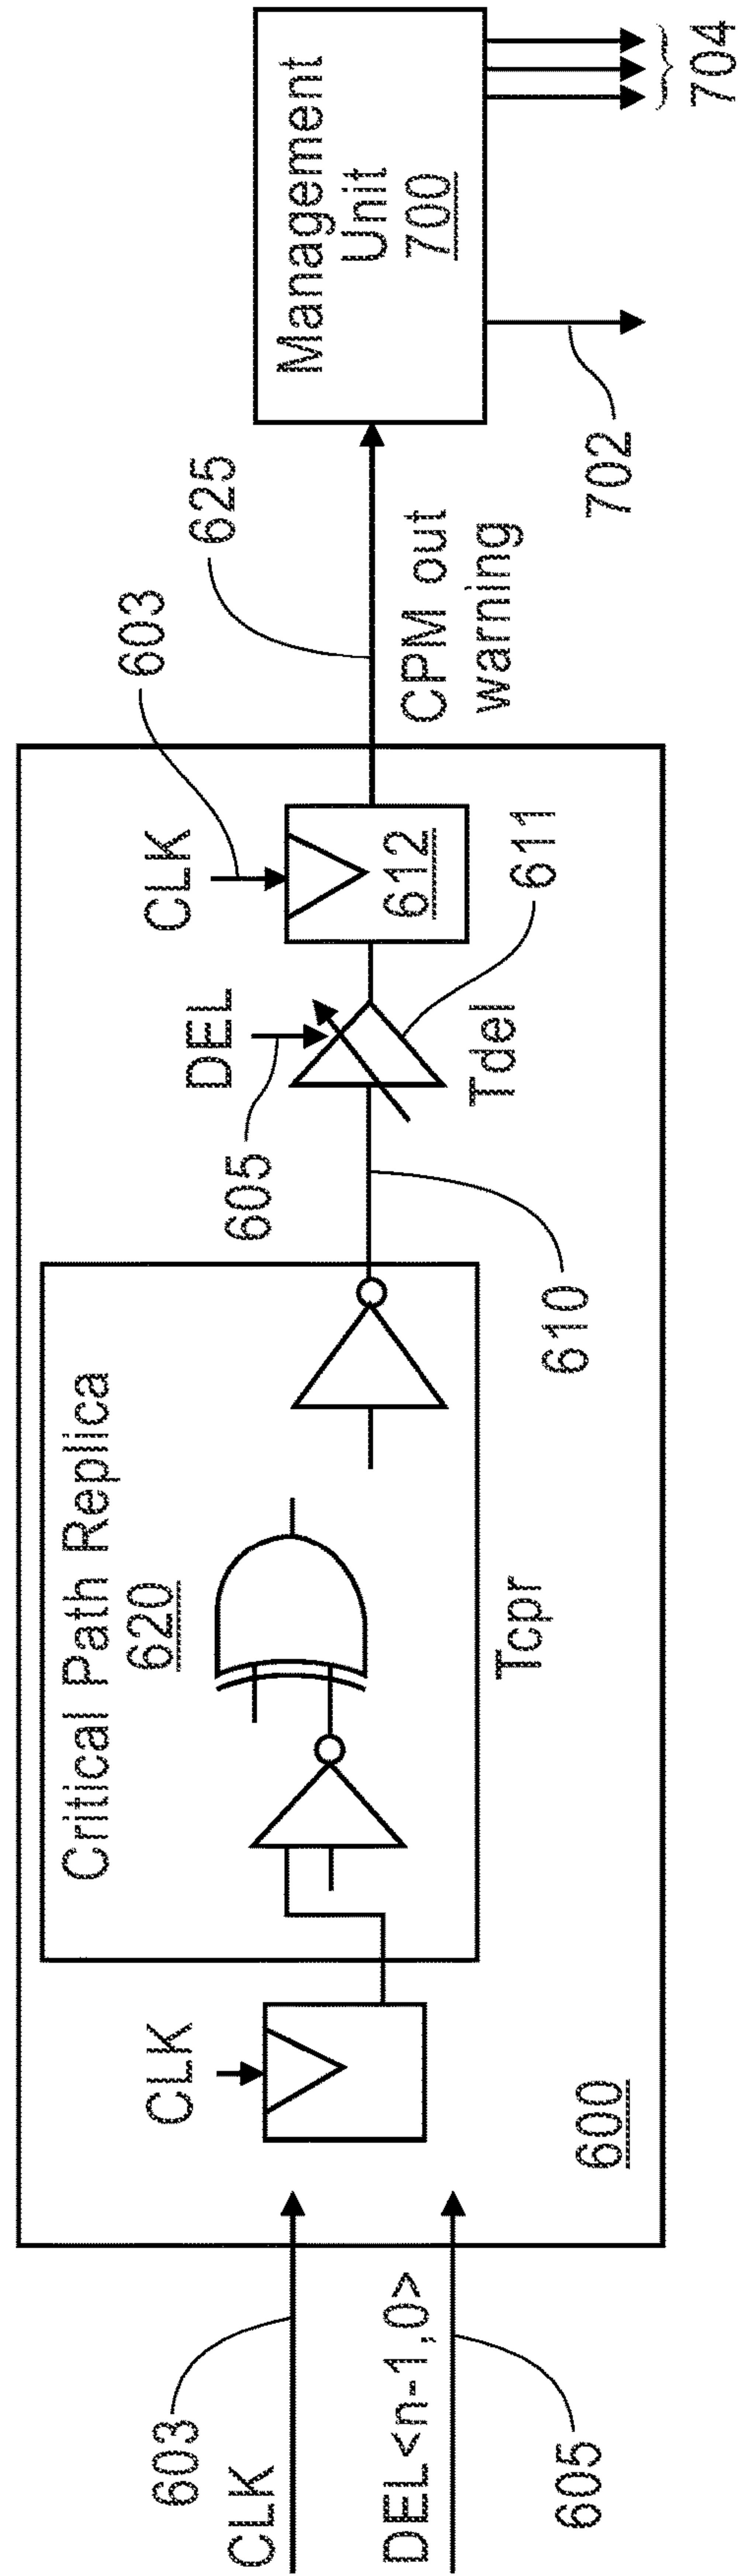 603
CLK
DEL<n-1,0>
605
600
CLK
Critical Path Replica
620
Tcpr
610
605
DEL
Tdel
611
CLK
603
612
625
CPM out
warning
Management
Unit
700
702
704